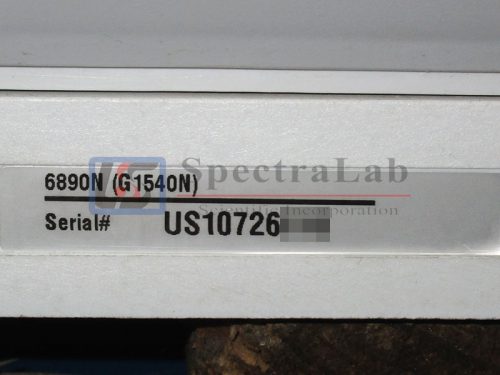 SpectraLab
6890N (G1540N)
Scientific Incorporation
Serial# US10726